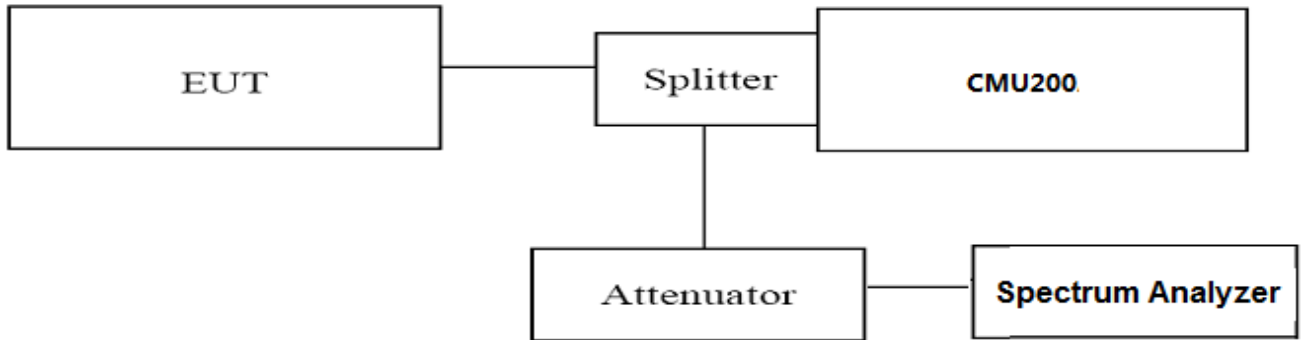 EUT
Splitter
CMU200
Attenuator
Spectrum Analyzer